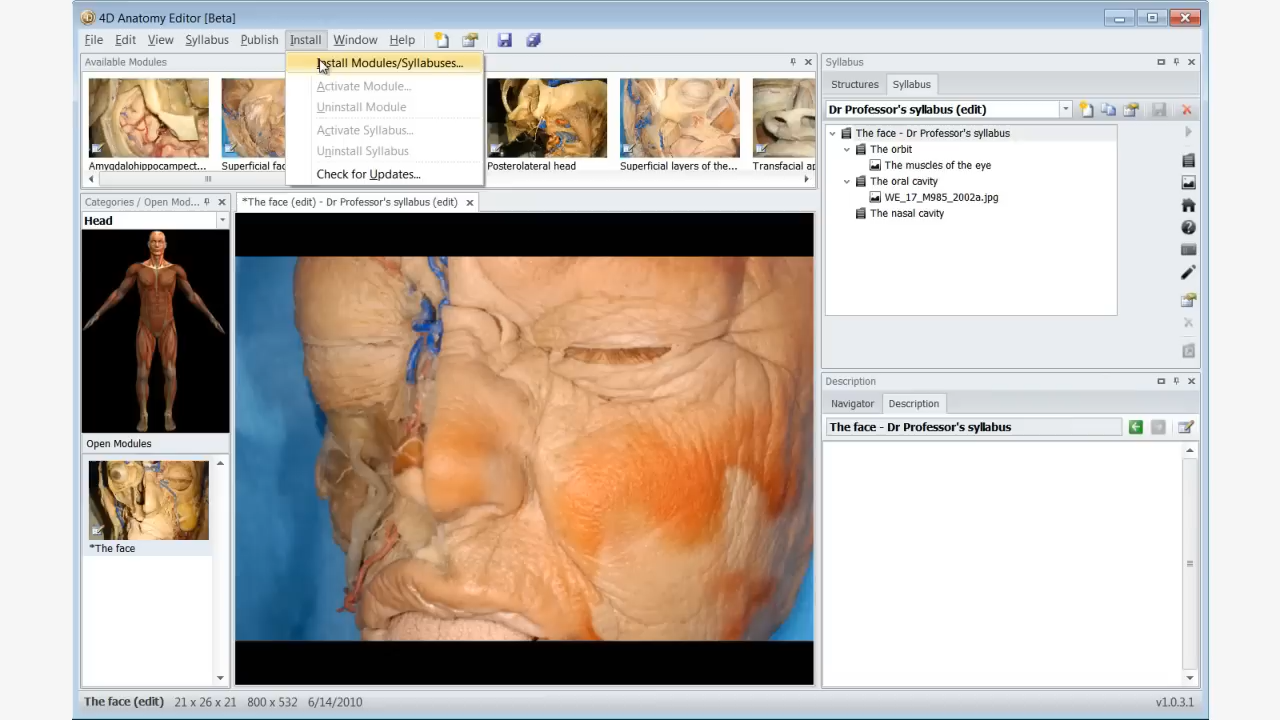 4D Anatomy Editor [Beta]
File Edit View Syllabus Publish Install Window Help
Available Modules
Amygdalohippocampect...
Superficial fac
Posterolateral head
Superficial layers of the...
Transfacial ap
Install Modules/Syllabuses...
Activate Module...
Uninstall Module
Activate Syllabus...
Uninstall Syllabus
Check for Updates...
Categories / Open Mod...
Head
Open Modules
*The face
*The face (edit) - Dr Professor's syllabus (edit)
Syllabus
Structures Syllabus
Dr Professor's syllabus (edit)
The face - Dr Professor's syllabus
The orbit
The muscles of the eye
The oral cavity
WE_17_M985_2002a.jpg
The nasal cavity
Description
Navigator Description
The face - Dr Professor's syllabus
The face (edit) 21 x 26 x 21 800 x 532 6/14/2010
v1.0.3.1